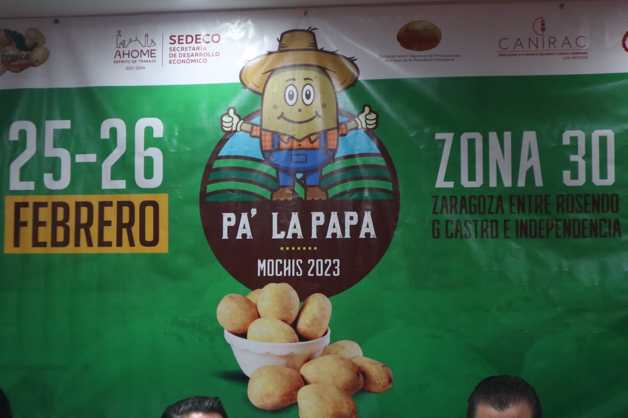 AHOME
SEDECO
SECRETARÍA
DE DESARROLLO
ECONÓMICO
CANIRAC
25-26
FEBRERO
PA' LA PAPA
MOCHIS 2023
ZONA 30
ZARAGOZA ENTRE ROSENDO
G CASTRO E INDEPENDENCIA